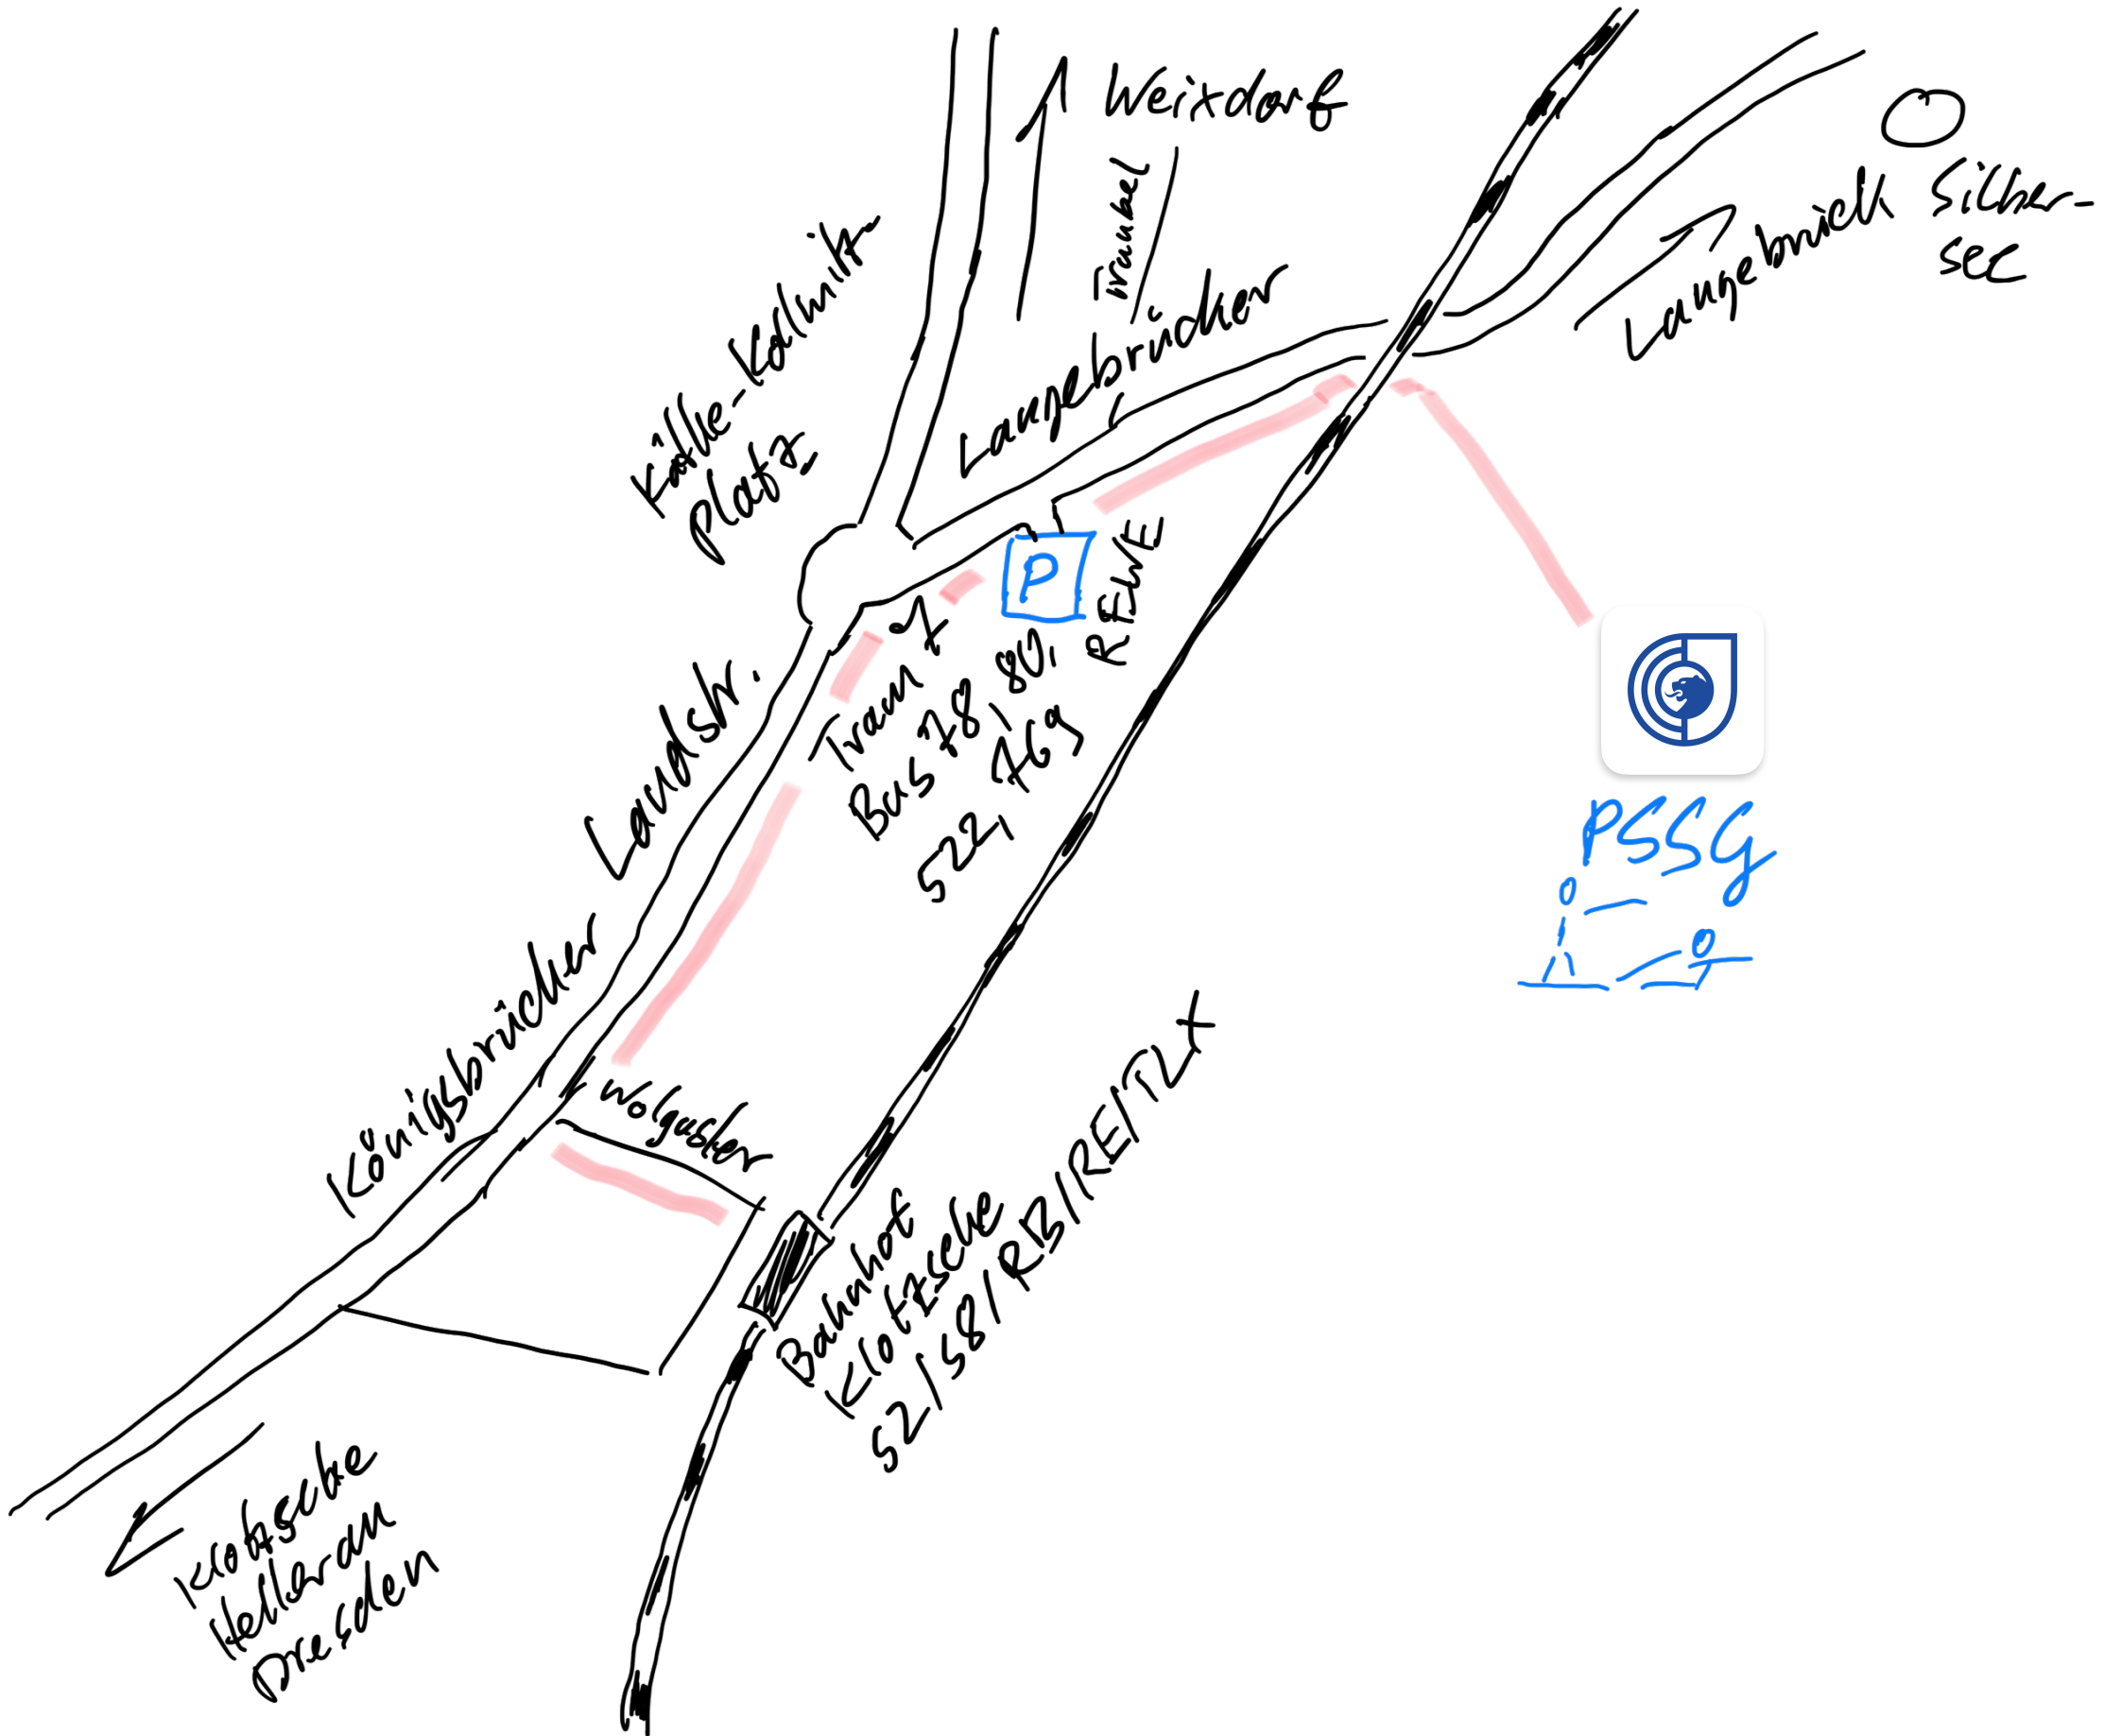 Weixdorf
Traubel
Silber-
see
Langebrück
Käthe-Kollwitz-
Platz
Langebrücker
P
REWE
Tram 7
Bus 78, 80,
522, 769
Landstr.
Königsbrücker
PSSG
Wolgaster
Bahnhof
Klotzsche
S2/S8/RB/RE/TLX
Klotzsche
Hellerau
Dresden